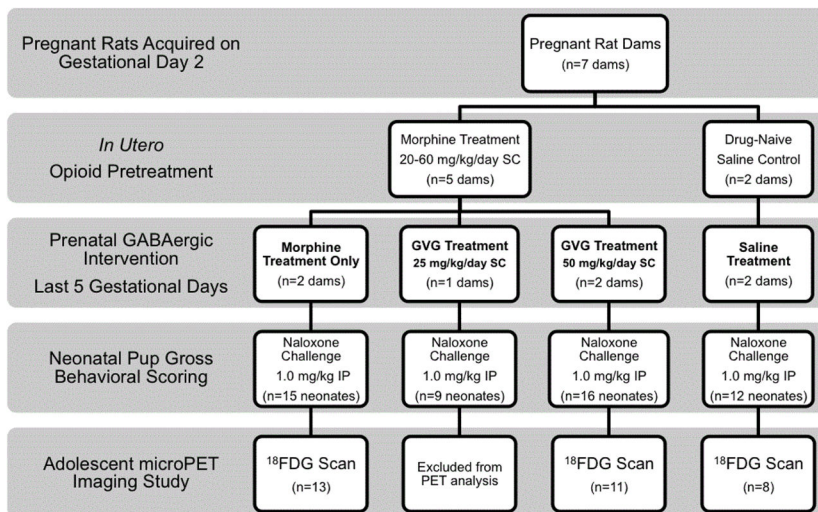 Pregnant Rats Acquired on
Gestational Day 2
Pregnant Rat Dams
(n=7 dams)
In Utero
Opioid Pretreatment
Morphine Treatment
20-60 mg/kg/day SC
(n=5 dams)
Drug-Naive
Saline Control
(n=2 dams)
Prenatal GABAergic
Intervention
Last 5 Gestational Days
Morphine
Treatment Only
(n=2 dams)
GVG Treatment
25 mg/kg/day SC
(n=1 dams)
GVG Treatment
50 mg/kg/day SC
(n=2 dams)
Saline
Treatment
(n=2 dams)
Neonatal Pup Gross
Behavioral Scoring
Naloxone
Challenge
1.0 mg/kg IP
(n=15 neonates)
Naloxone
Challenge
1.0 mg/kg IP
(n=9 neonates)
Naloxone
Challenge
1.0 mg/kg IP
(n=16 neonates)
Naloxone
Challenge
1.0 mg/kg IP
(n=12 neonates)
Adolescent microPET
Imaging Study
¹⁸FDG Scan
(n=13)
Excluded from
PET analysis
¹⁸FDG Scan
(n=11)
¹⁸FDG Scan
(n=8)